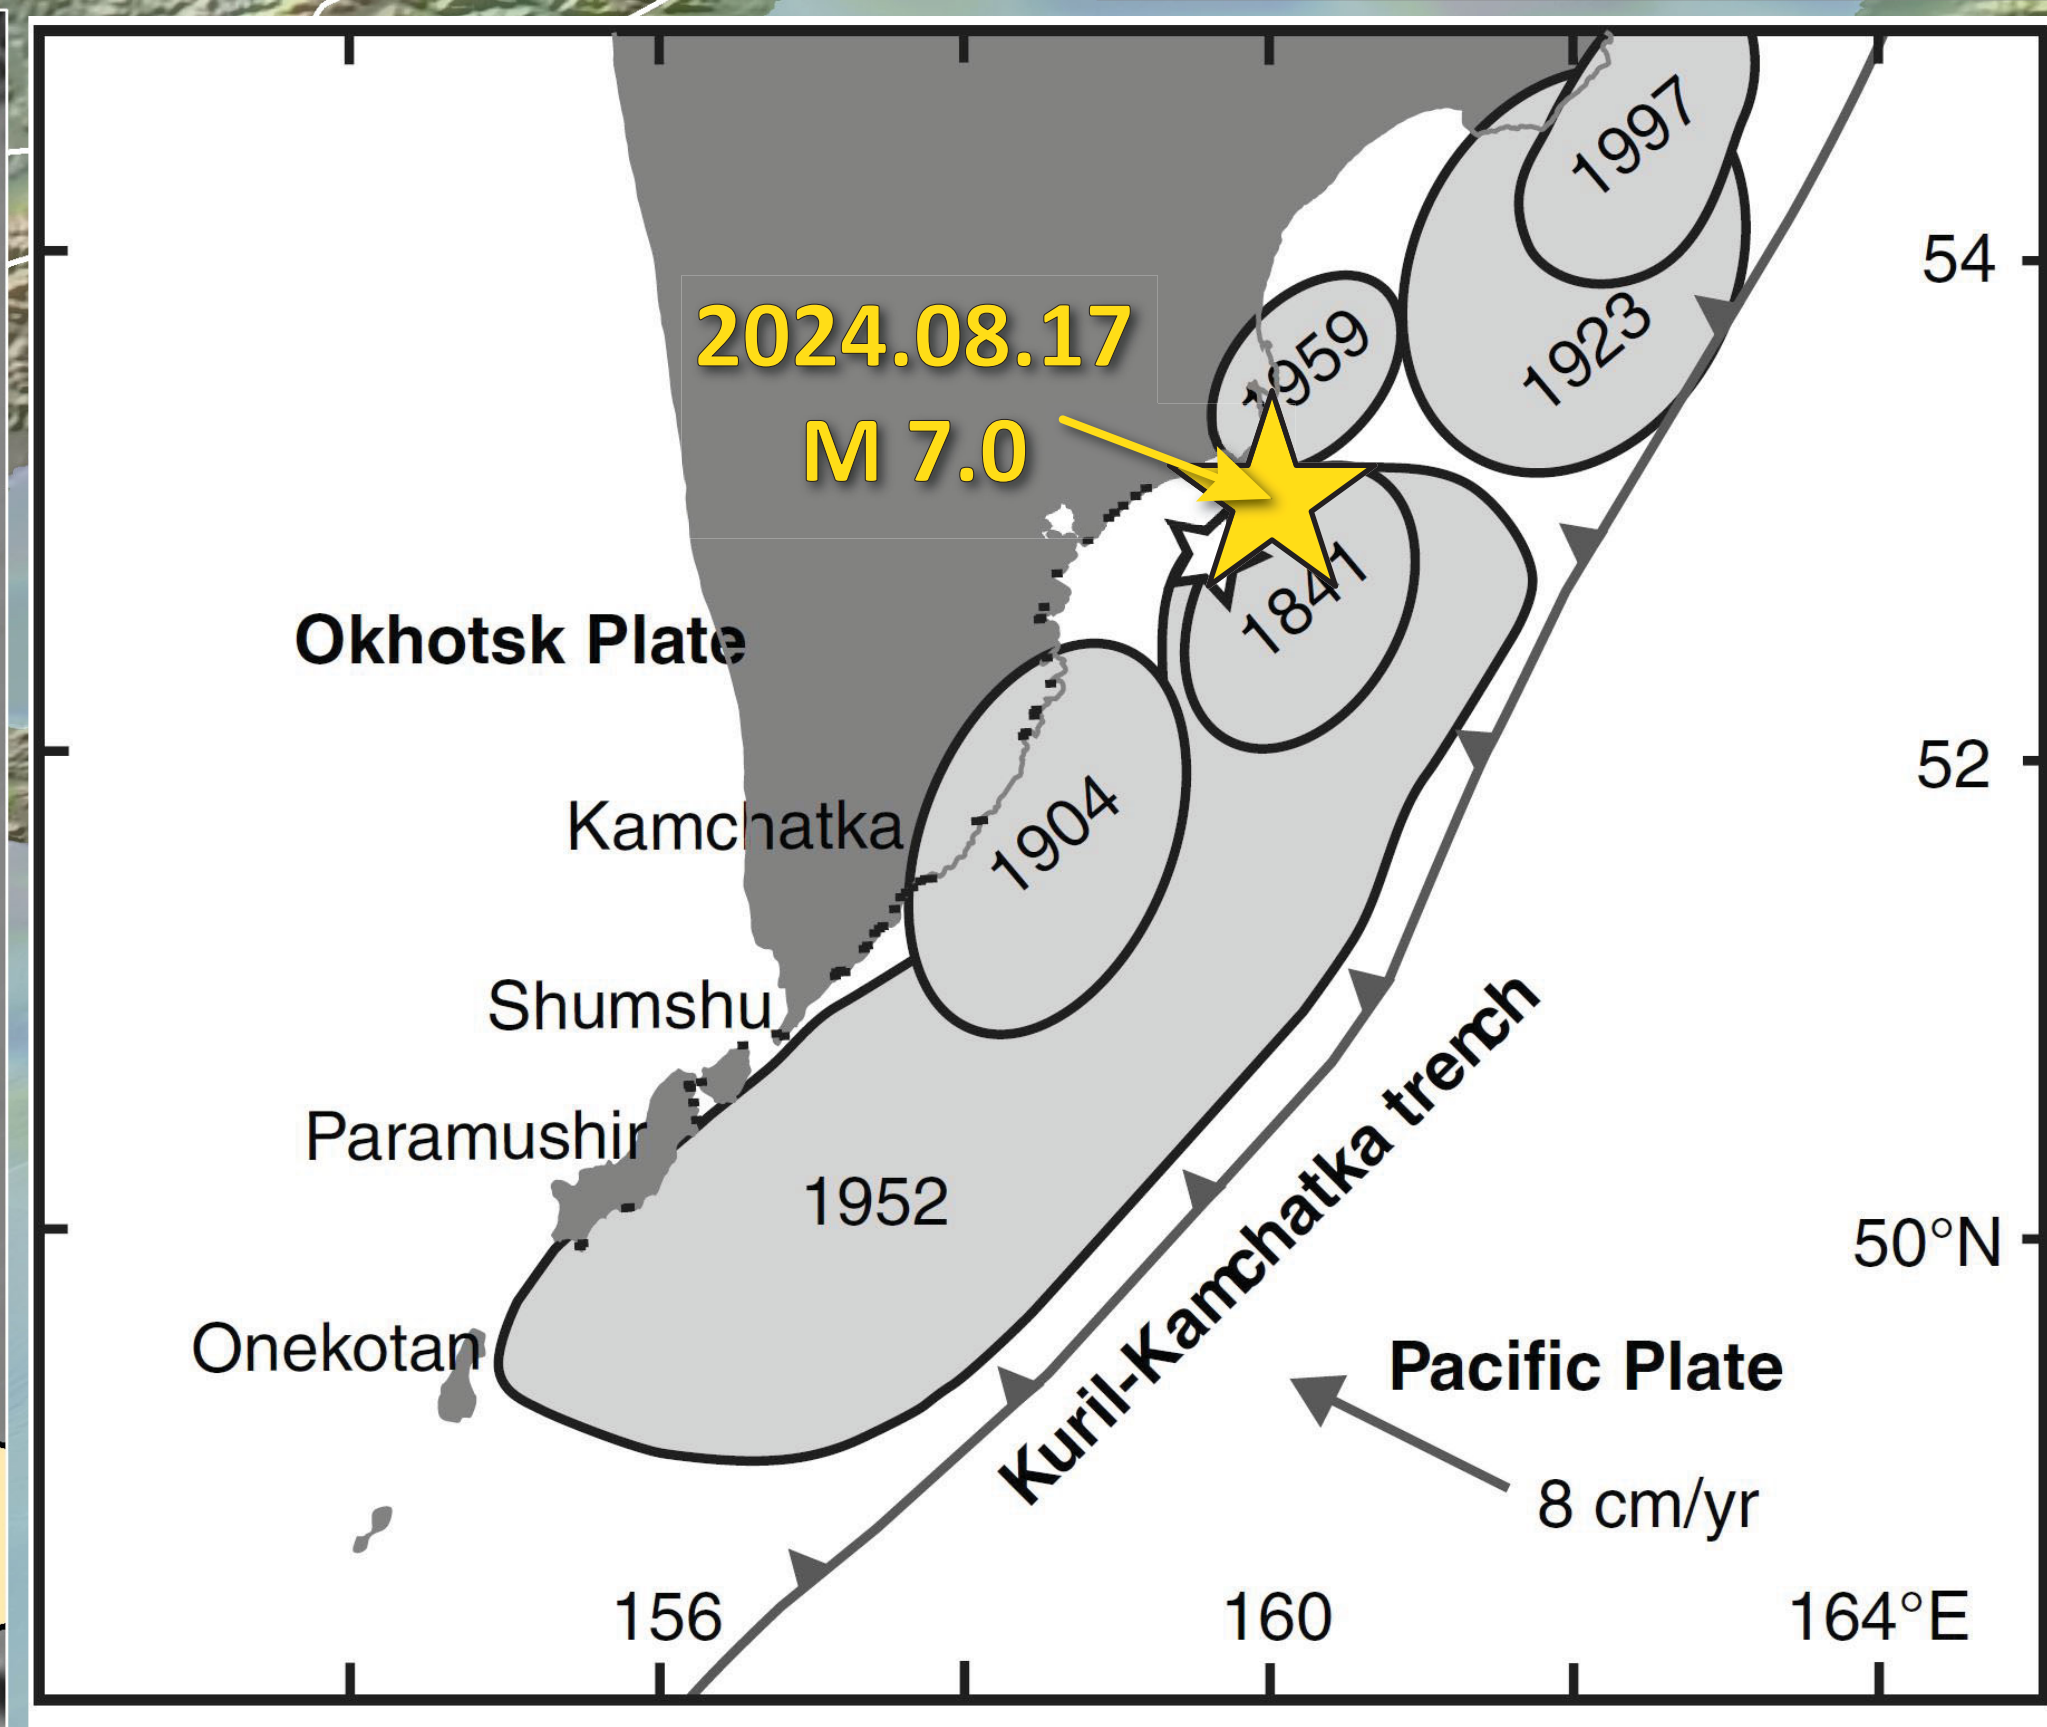 1997
54
2024.08.17
1959
1923
M 7.0
1841
Okhotsk Plate
52
Kamchatka
1904
Shumshu
Paramushir
1952
50°N
Kuril-Kamchatka trench
Onekotan
Pacific Plate
8 cm/yr
156
160
164°E